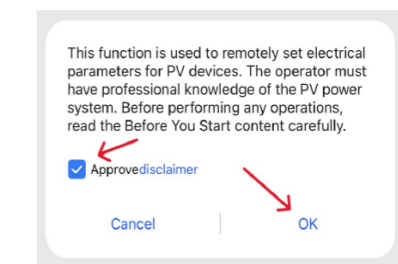 This function is used to remotely set electrical
parameters for PV devices. The operator must
have professional knowledge of the PV power
system. Before performing any operations,
read the Before You Start content carefully.
Approvedisclaimer
Cancel OK